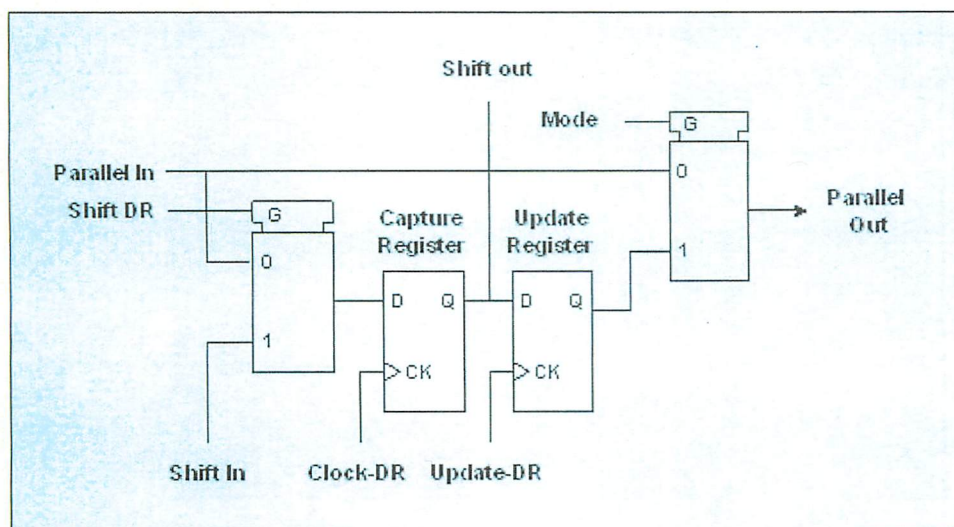 Shift out
Mode
G
Parallel In
0
Shift DR
G
Parallel
Out
Capture
Register
Update
Register
0
1
D
Q
D
Q
1
CK
CK
Shift In
Clock-DR
Update-DR